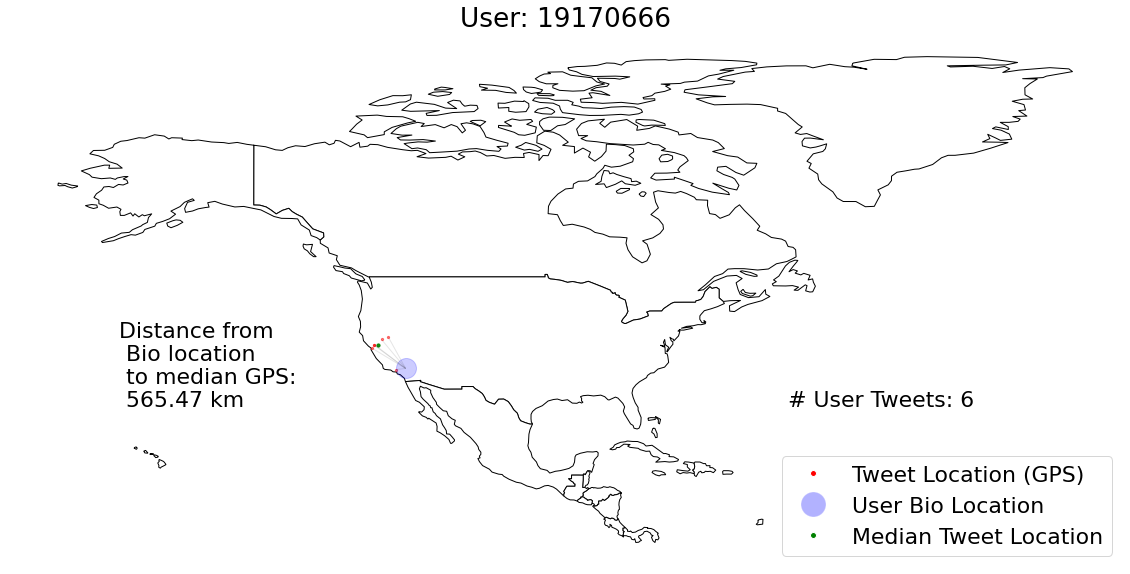 User: 19170666
Distance from
Bio location
to median GPS:
565.47 km
# User Tweets: 6
Tweet Location (GPS)
User Bio Location
Median Tweet Location